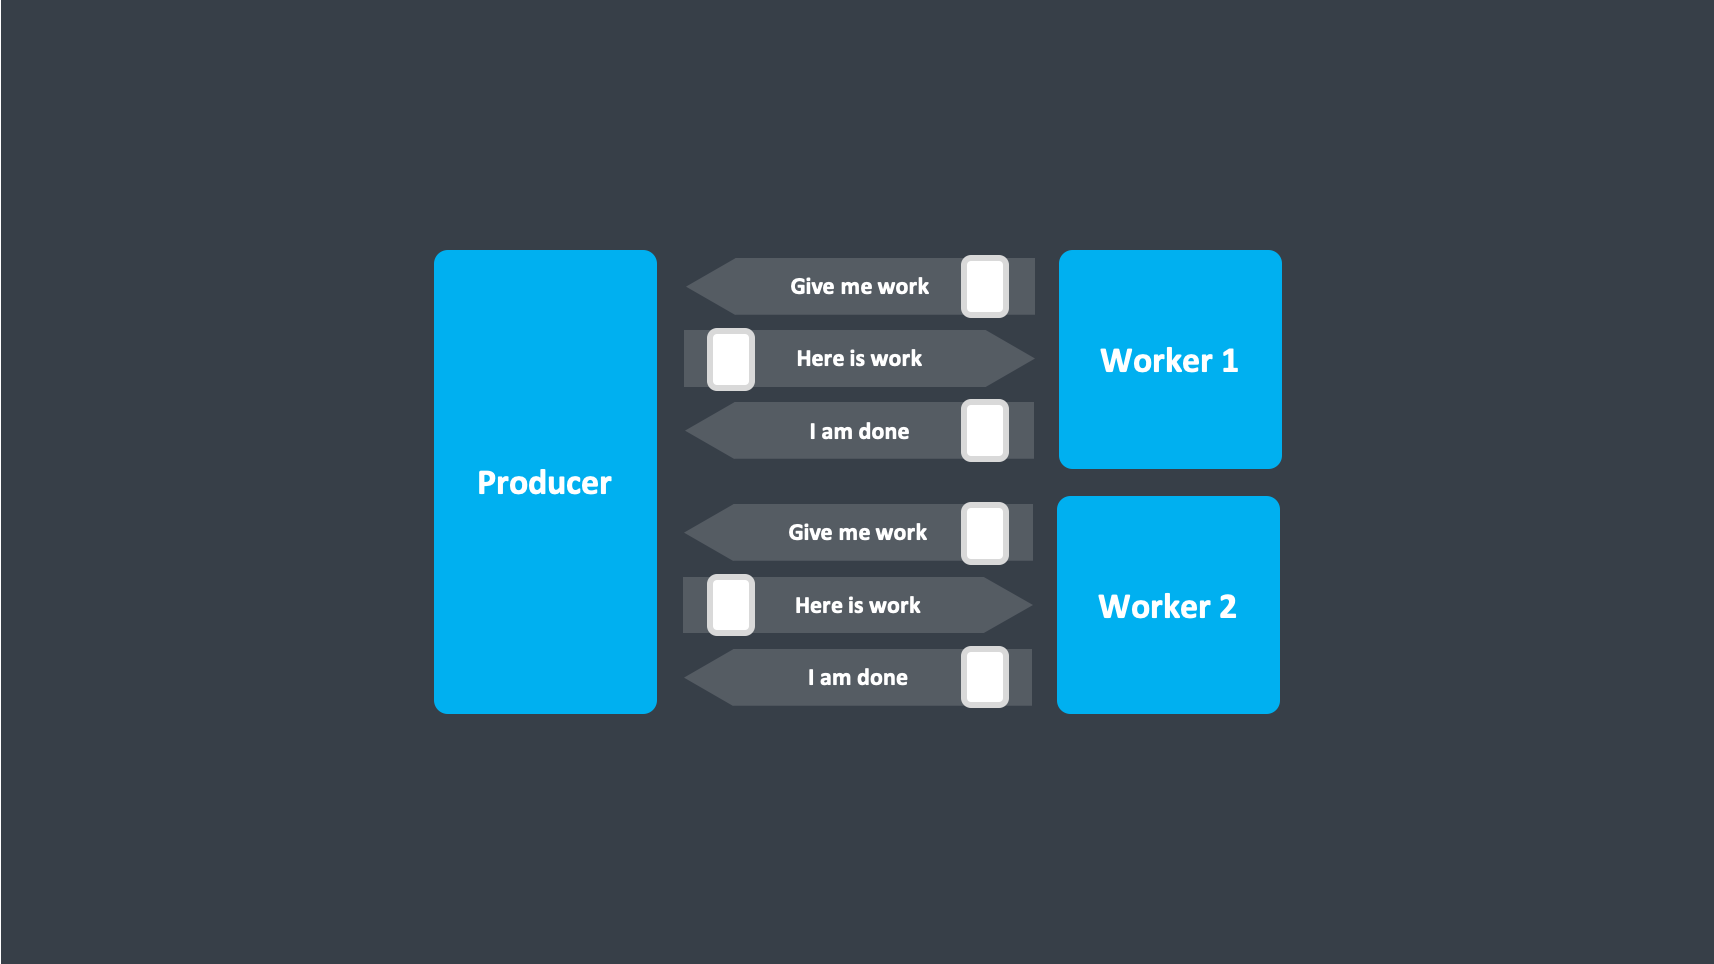 Producer
Give me work
Here is work
I am done
Worker 1
Give me work
Here is work
I am done
Worker 2